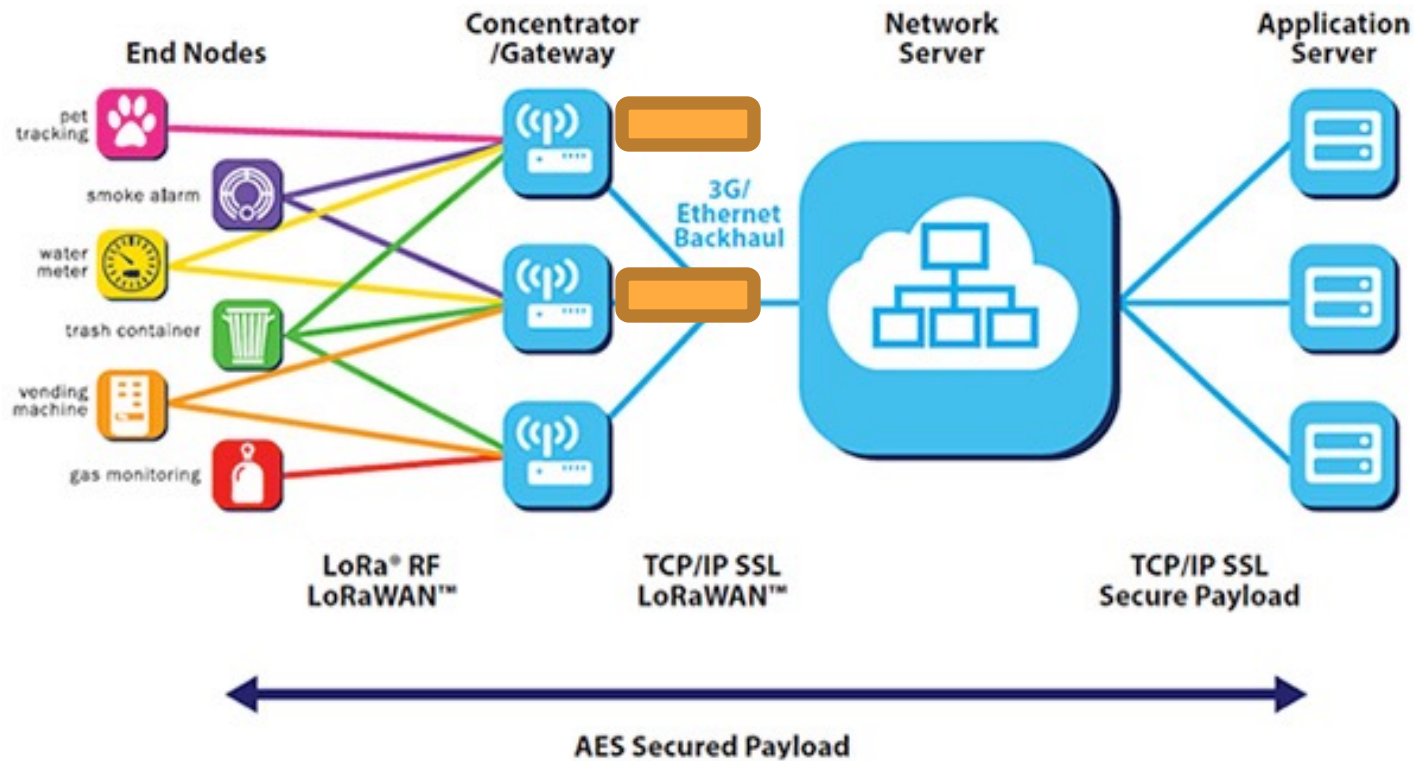 End Nodes
Concentrator
/Gateway
Network
Server
Application
Server
pet
tracking
smoke alarm
water
meter
trash container
vending
machine
gas monitoring
3G/
Ethernet
Backhaul
LoRa® RF
LoRaWAN™
TCP/IP SSL
LoRaWAN™
TCP/IP SSL
Secure Payload
AES Secured Payload